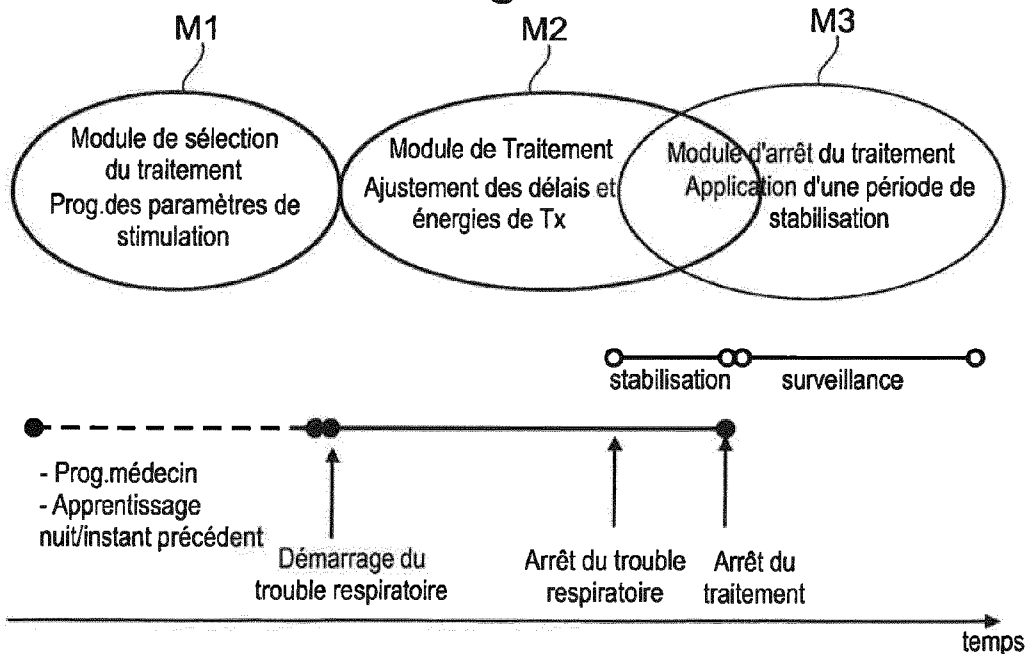 M1
M2
M3
Module de sélection
du traitement
Prog.des paramètres de
stimulation
Module de Traitement
Ajustement des délais et
énergies de Tx
Module d'arrêt du traitement
Application d'une période de
stabilisation
stabilisation
surveillance
- Prog.médecin
- Apprentissage
nuit/instant précédent
Démarrage du
trouble respiratoire
Arrêt du trouble
respiratoire
Arrêt du
traitement
temps